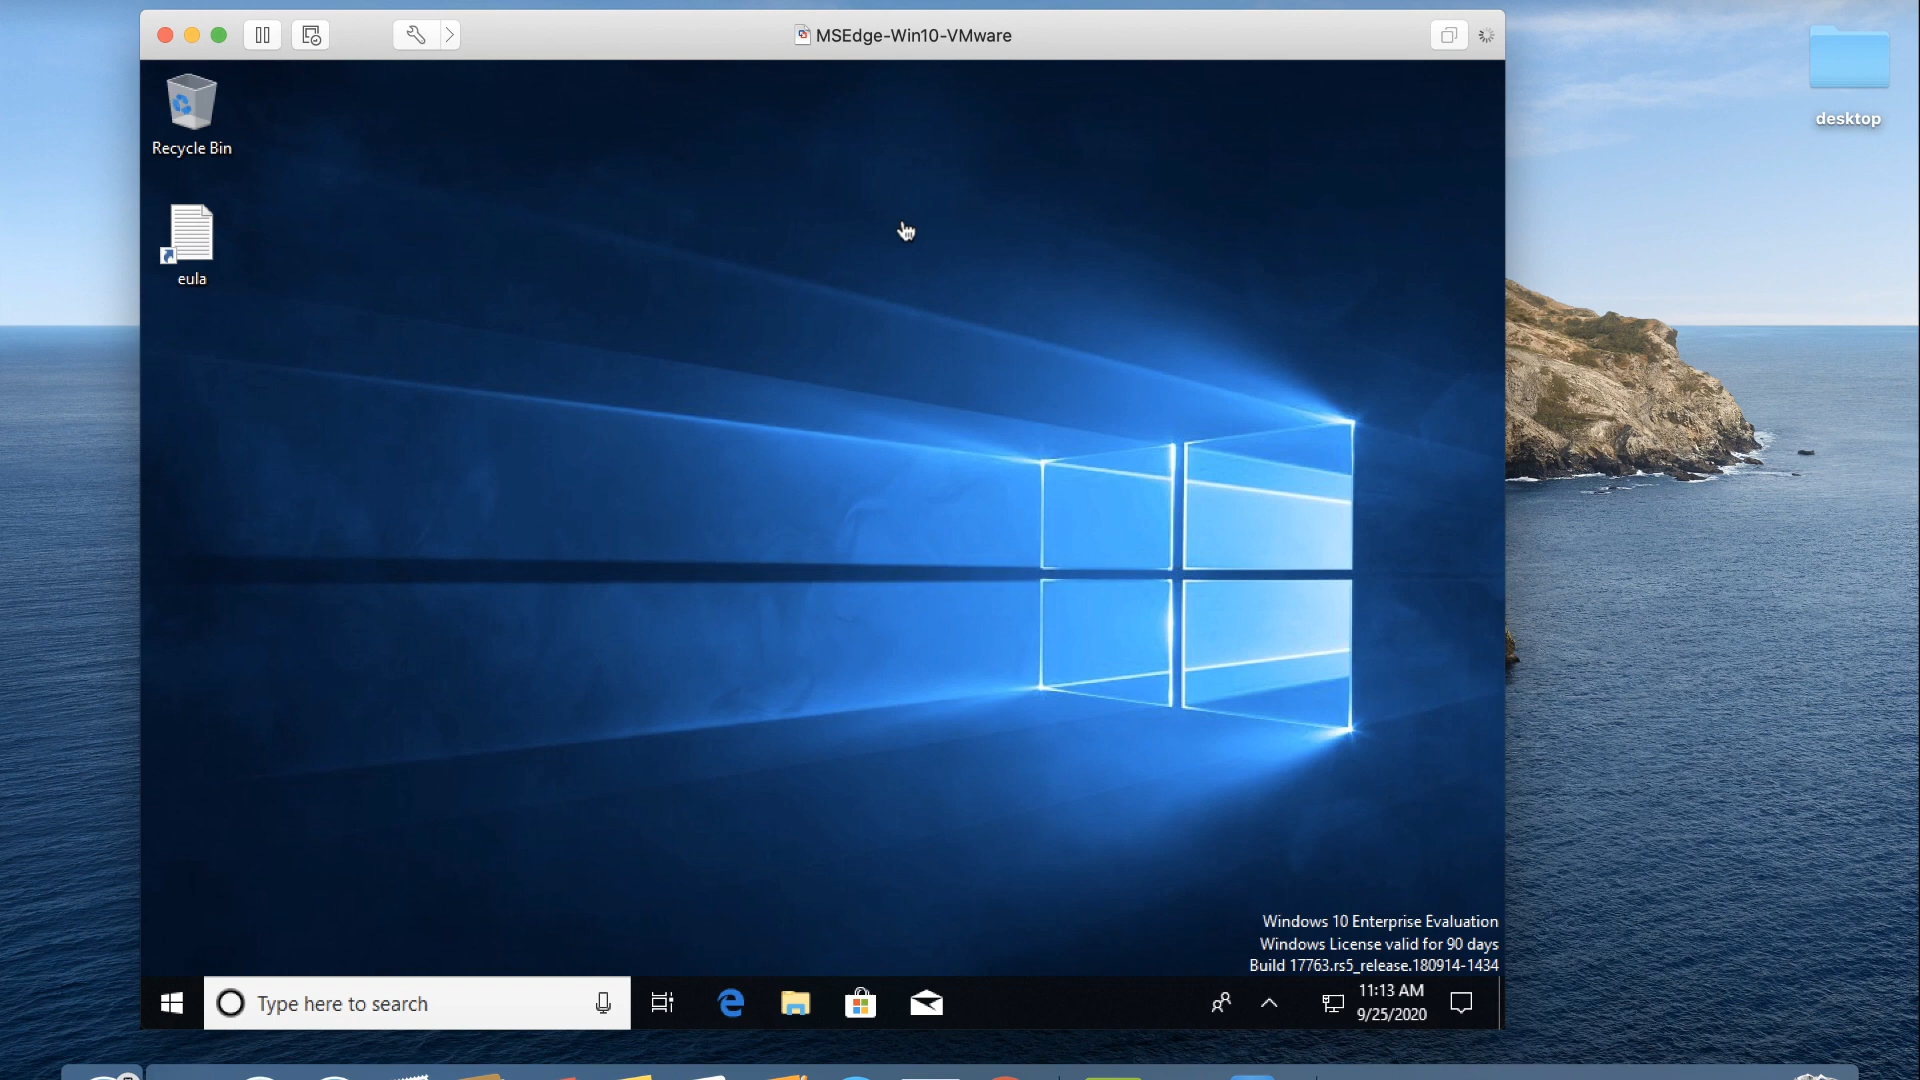 MSEdge-Win10-VMware
desktop
Recycle Bin
eula
Windows 10 Enterprise Evaluation
Windows License valid for 90 days
Build 17763.rs5_release.180914-1434
Type here to search
11:13 AM
9/25/2020